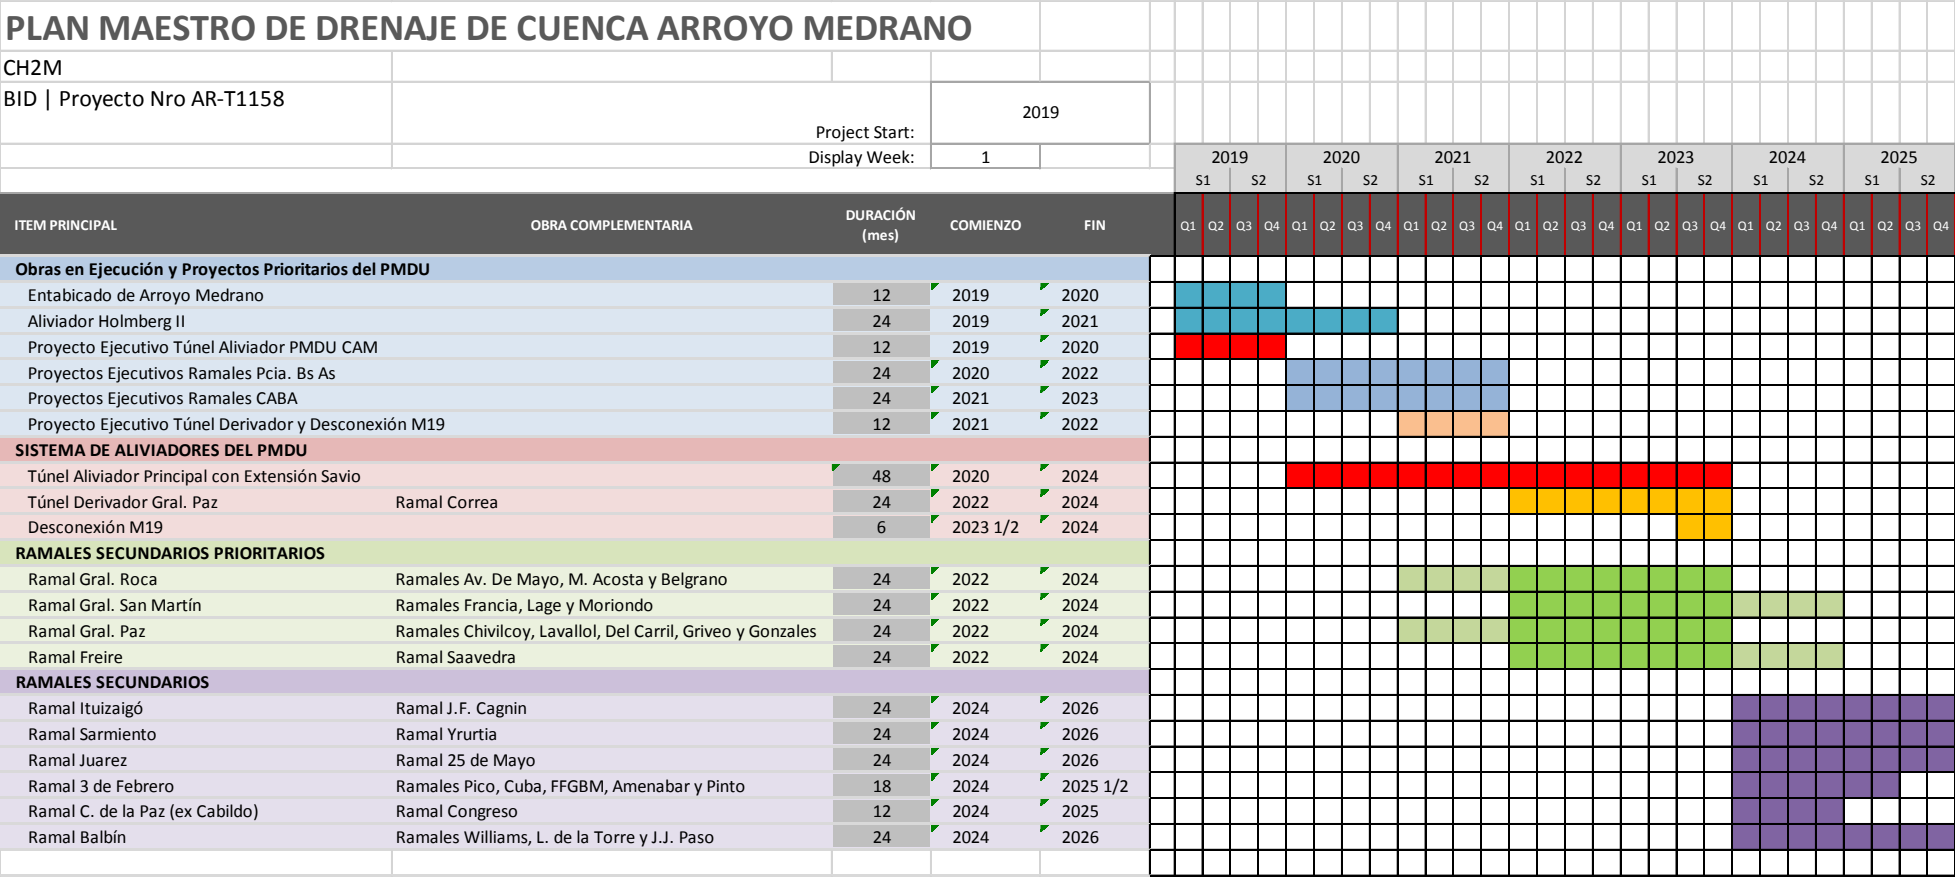 PLAN MAESTRO DE DRENAJE DE CUENCA ARROYO MEDRANO
CH2M
BID | Proyecto Nro AR-T1158
Project Start: 2019
Display Week: 1
2019 2020 2021 2022 2023 2024 2025
S1 S2 S1 S2 S1 S2 S1 S2 S1 S2 S1 S2 S1 S2
ITEM PRINCIPAL OBRA COMPLEMENTARIA DURACIÓN (mes) COMIENZO FIN Q1 Q2 Q3 Q4 Q1 Q2 Q3 Q4 Q1 Q2 Q3 Q4 Q1 Q2 Q3 Q4 Q1 Q2 Q3 Q4 Q1 Q2 Q3 Q4 Q1 Q2 Q3 Q4
Obras en Ejecución y Proyectos Prioritarios del PMDU
Entabicado de Arroyo Medrano 12 2019 2020
Aliviador Holmberg II 24 2019 2021
Proyecto Ejecutivo Túnel Aliviador PMDU CAM 12 2019 2020
Proyectos Ejecutivos Ramales Pcia. Bs As 24 2020 2022
Proyectos Ejecutivos Ramales CABA 24 2021 2023
Proyecto Ejecutivo Túnel Derivador y Desconexión M19 12 2021 2022
SISTEMA DE ALIVIADORES DEL PMDU
Túnel Aliviador Principal con Extensión Savio 48 2020 2024
Túnel Derivador Gral. Paz Ramal Correa 24 2022 2024
Desconexión M19 6 2023 1/2 2024
RAMALES SECUNDARIOS PRIORITARIOS
Ramal Gral. Roca Ramales Av. De Mayo, M. Acosta y Belgrano 24 2022 2024
Ramal Gral. San Martín Ramales Francia, Lage y Moriondo 24 2022 2024
Ramal Gral. Paz Ramales Chivilcoy, Lavallol, Del Carril, Griveo y Gonzales 24 2022 2024
Ramal Freire Ramal Saavedra 24 2022 2024
RAMALES SECUNDARIOS
Ramal Ituizaigó Ramal J.F. Cagnin 24 2024 2026
Ramal Sarmiento Ramal Yrurtia 24 2024 2026
Ramal Juarez Ramal 25 de Mayo 24 2024 2026
Ramal 3 de Febrero Ramales Pico, Cuba, FFGBM, Amenabar y Pinto 18 2024 2025 1/2
Ramal C. de la Paz (ex Cabildo) Ramal Congreso 12 2024 2025
Ramal Balbín Ramales Williams, L. de la Torre y J.J. Paso 24 2024 2026